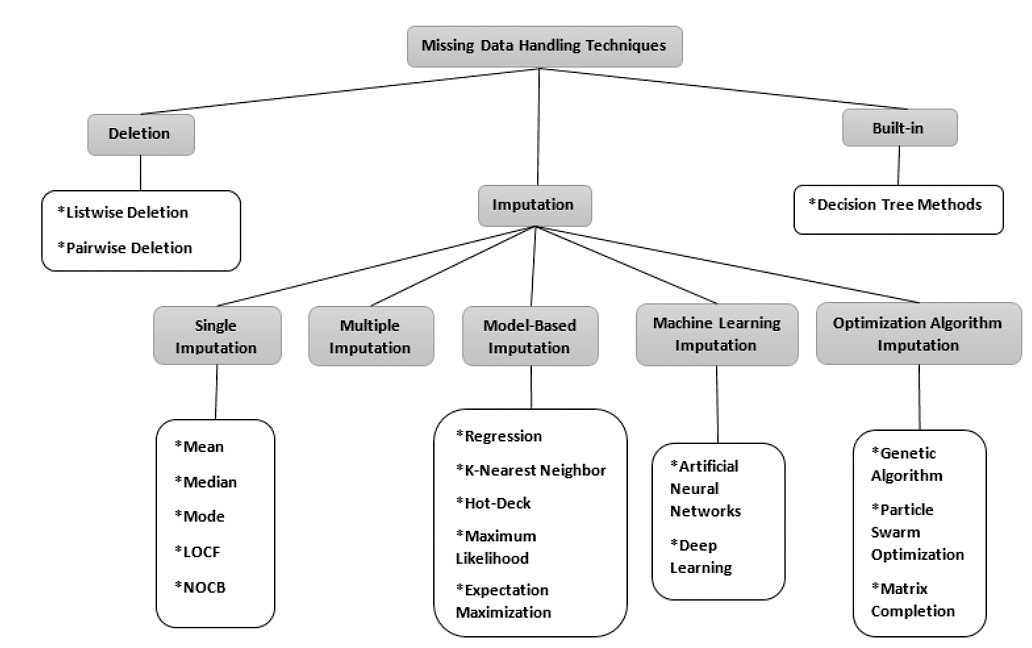 Missing Data Handling Techniques
Deletion
Built-in
*Listwise Deletion
*Pairwise Deletion
Imputation
*Decision Tree Methods
Single
Imputation
Multiple
Imputation
Model-Based
Imputation
Machine Learning
Imputation
Optimization Algorithm
Imputation
*Mean
*Median
*Mode
*LOCF
*NOCB
*Regression
*K-Nearest Neighbor
*Hot-Deck
*Maximum
Likelihood
*Expectation
Maximization
*Artificial
Neural
Networks
*Deep
Learning
*Genetic
Algorithm
*Particle
Swarm
Optimization
*Matrix
Completion